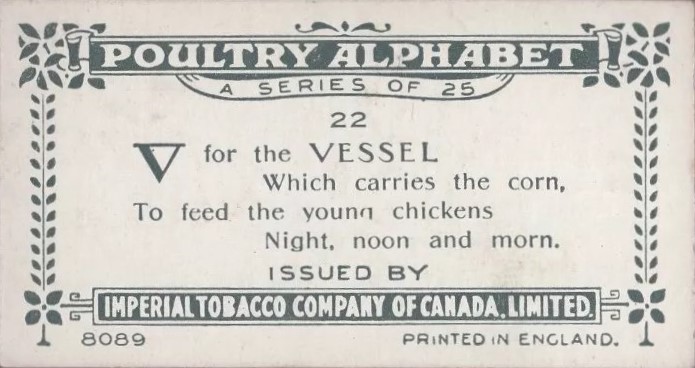 POULTRY ALPHABET
A SERIES OF 25
22
V for the VESSEL
Which carries the corn,
To feed the young chickens
Night, noon and morn.
ISSUED BY
IMPERIAL TOBACCO COMPANY OF CANADA, LIMITED.
8089 PRINTED IN ENGLAND.